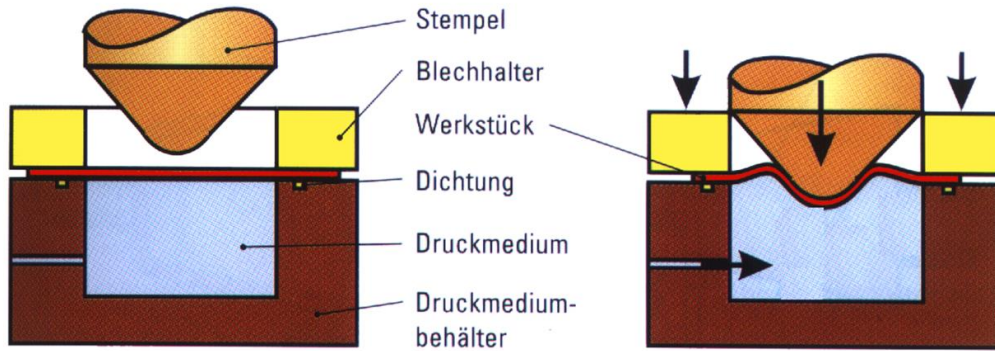 Stempel
Blechhalter
Werkstück
Dichtung
Druckmedium
Druckmedium-
behälter